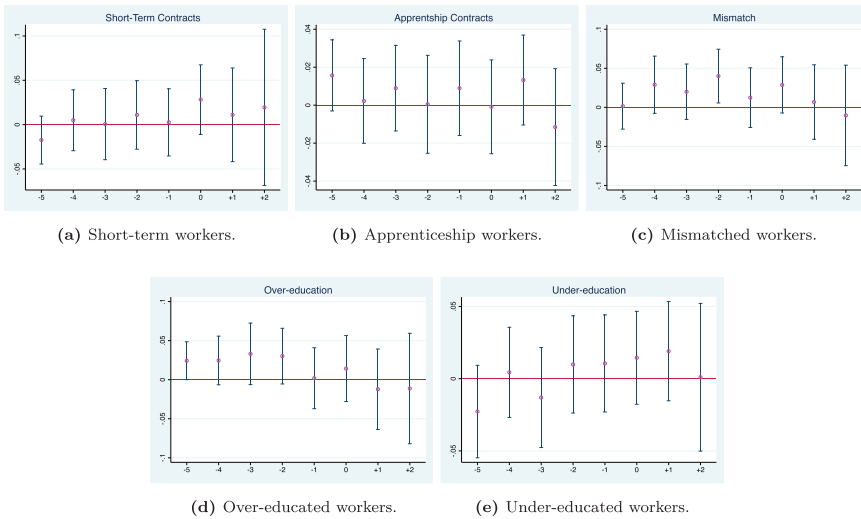 Short-Term Contracts
.1
.05
0
-.05
-5 -4 -3 -2 -1 0 +1 +2
Apprentship Contracts
.04
.02
0
-.02
-.04
-5 -4 -3 -2 -1 0 +1 +2
Mismatch
.1
.05
0
-.05
-.1
-5 -4 -3 -2 -1 0 +1 +2
(a) Short-term workers.
(b) Apprenticeship workers.
(c) Mismatched workers.
Over-education
.1
.05
0
-.05
-.1
-5 -4 -3 -2 -1 0 +1 +2
Under-education
.05
0
-.05
-5 -4 -3 -2 -1 0 +1 +2
(d) Over-educated workers.
(e) Under-educated workers.